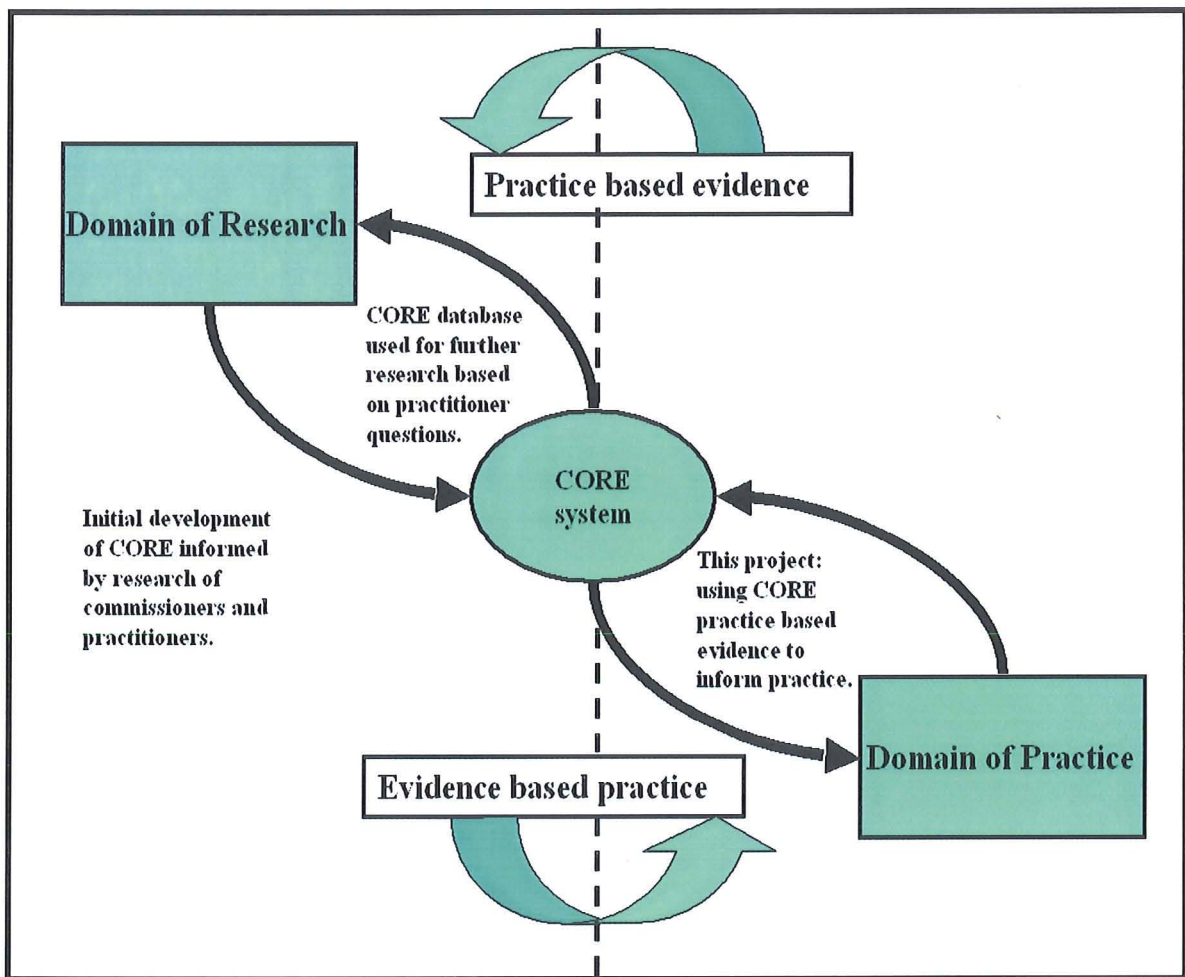 Practice based evidence
Domain of Research
CORE database
used for further
research based
on practitioner
questions.
CORE
system
Initial development
of CORE informed
by research of
commissioners and
practitioners.
This project:
using CORE
practice based
evidence to
inform practice.
Domain of Practice
Evidence based practice